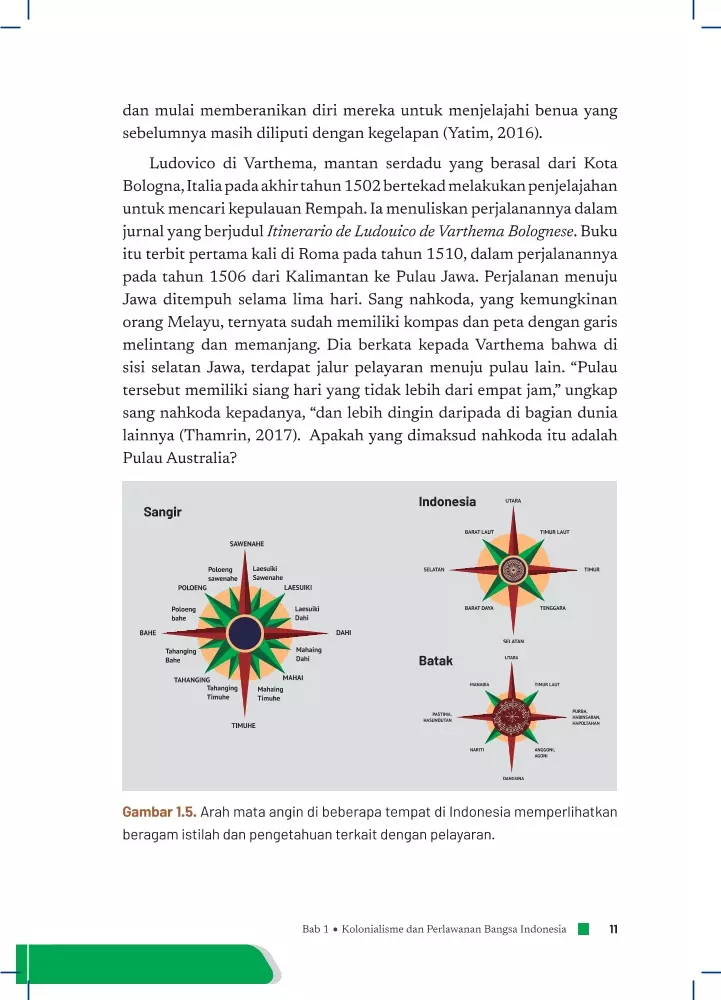 dan mulai memberanikan diri mereka untuk menjelajahi benua yang
sebelumnya masih diliputi dengan kegelapan (Yatim, 2016).
Ludovico di Varthema, mantan serdadu yang berasal dari Kota
Bologna, Italia pada akhir tahun 1502 bertekad melakukan penjelajahan
untuk mencari kepulauan Rempah. Ia menuliskan perjalanannya dalam
jurnal yang berjudul Itinerario de Ludouico de Varthema Bolognese. Buku
itu terbit pertama kali di Roma pada tahun 1510, dalam perjalanannya
pada tahun 1506 dari Kalimantan ke Pulau Jawa. Perjalanan menuju
Jawa ditempuh selama lima hari. Sang nahkoda, yang kemungkinan
orang Melayu, ternyata sudah memiliki kompas dan peta dengan garis
melintang dan memanjang. Dia berkata kepada Varthema bahwa di
sisi selatan Jawa, terdapat jalur pelayaran menuju pulau lain. “Pulau
tersebut memiliki siang hari yang tidak lebih dari empat jam,” ungkap
sang nahkoda kepadanya, “dan lebih dingin daripada di bagian dunia
lainnya (Thamrin, 2017). Apakah yang dimaksud nahkoda itu adalah
Pulau Australia?
Sangir
SAWENAHE
Poloeng
sawenahe
Laesuiki
Sawenahe
POLOENG
LAESUIKI
Poloeng
bahe
Laesuiki
Dahi
BAHE
DAHI
Tahanging
Bahe
Mahaing
Dahi
TAHANGING
MAHAI
Tahanging
Timuhe
Mahaing
Timuhe
TIMUHE
Indonesia
UTARA
BARAT LAUT
TIMUR LAUT
SELATAN
TIMUR
BARAT DAYA
TENGGARA
SELATAN
Batak
UTARA
MANABIA
TIMUR LAUT
PASTIMA,
HASUNDUTAN
PURBA,
HABINSARAN,
HAPOLTAHAN
NARITI
ANGGONI,
AGONI
DANGSINA
Gambar 1.5. Arah mata angin di beberapa tempat di Indonesia memperlihatkan
beragam istilah dan pengetahuan terkait dengan pelayaran.
Bab 1 • Kolonialisme dan Perlawanan Bangsa Indonesia 11